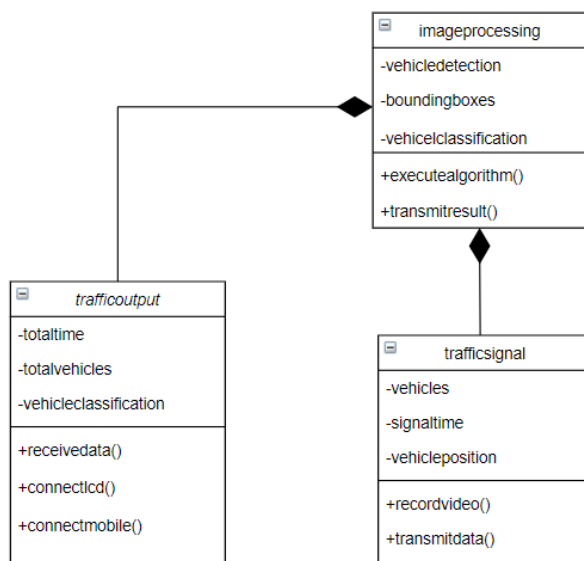 imageprocessing
-vehicledetection
-boundingboxes
-vehicelclassification
+executealgorithm()
+transmitresult()
trafficoutput
-totaltime
-totalvehicles
-vehicleclassification
+receivedata()
+connectlcd()
+connectmobile()
trafficsignal
-vehicles
-signaltime
-vehicleposition
+recordvideo()
+transmitdata()